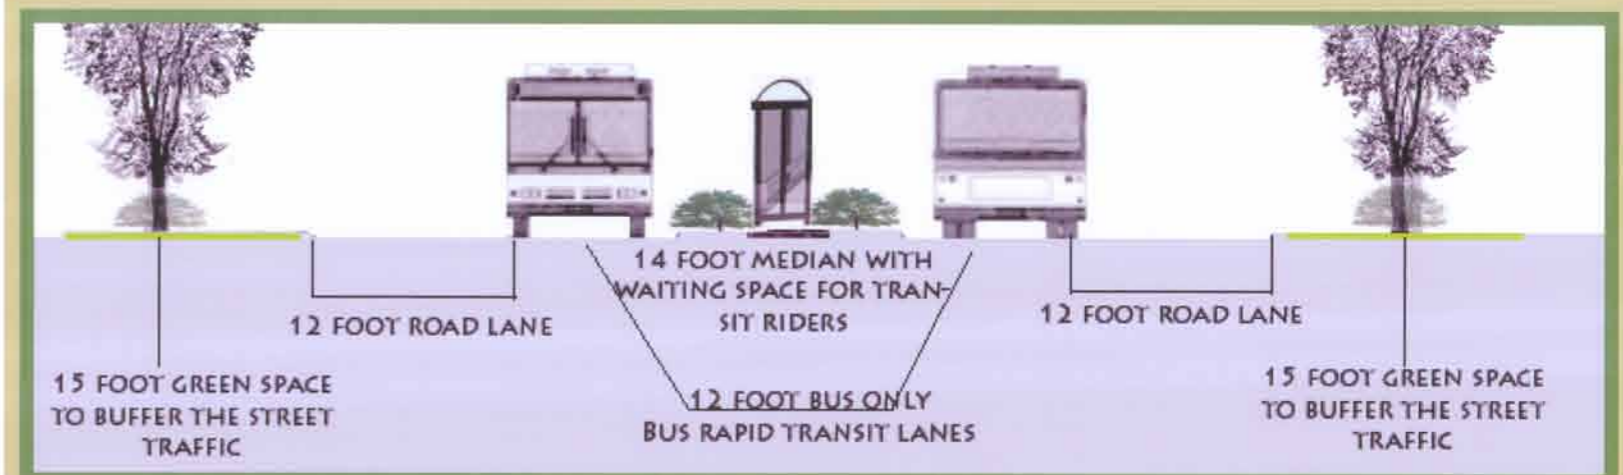 14 FOOT MEDIAN WITH
WAITING SPACE FOR TRAN-
SIT RIDERS
12 FOOT ROAD LANE
12 FOOT ROAD LANE
15 FOOT GREEN SPACE
TO BUFFER THE STREET
TRAFFIC
12 FOOT BUS ONLY
BUS RAPID TRANSIT LANES
15 FOOT GREEN SPACE
TO BUFFER THE STREET
TRAFFIC